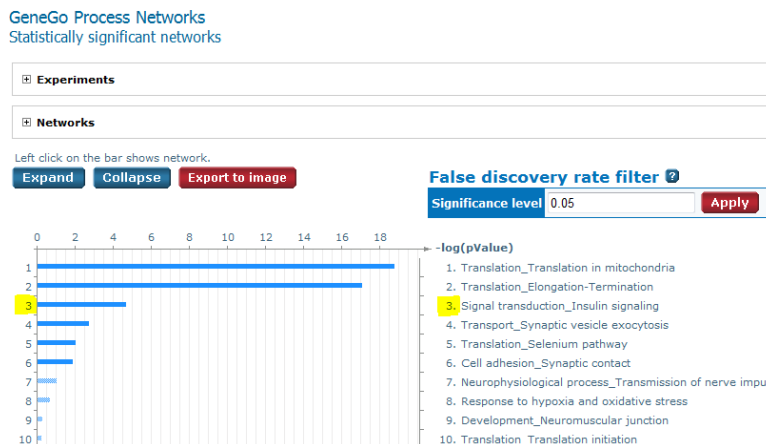 GeneGo Process Networks
Statistically significant networks
Experiments
Networks
Left click on the bar shows network.
Expand Collapse Export to image
False discovery rate filter ?
Significance level 0.05 Apply
0 2 4 6 8 10 12 14 16 18
-log(pValue)
1 1. Translation_Translation in mitochondria
2 2. Translation_Elongation-Termination
3 3. Signal transduction_Insulin signaling
4 4. Transport_Synaptic vesicle exocytosis
5 5. Translation_Selenium pathway
6 6. Cell adhesion_Synaptic contact
7 7. Neurophysiological process_Transmission of nerve impu
8 8. Response to hypoxia and oxidative stress
9 9. Development_Neuromuscular junction
10 10. Translation_Translation initiation